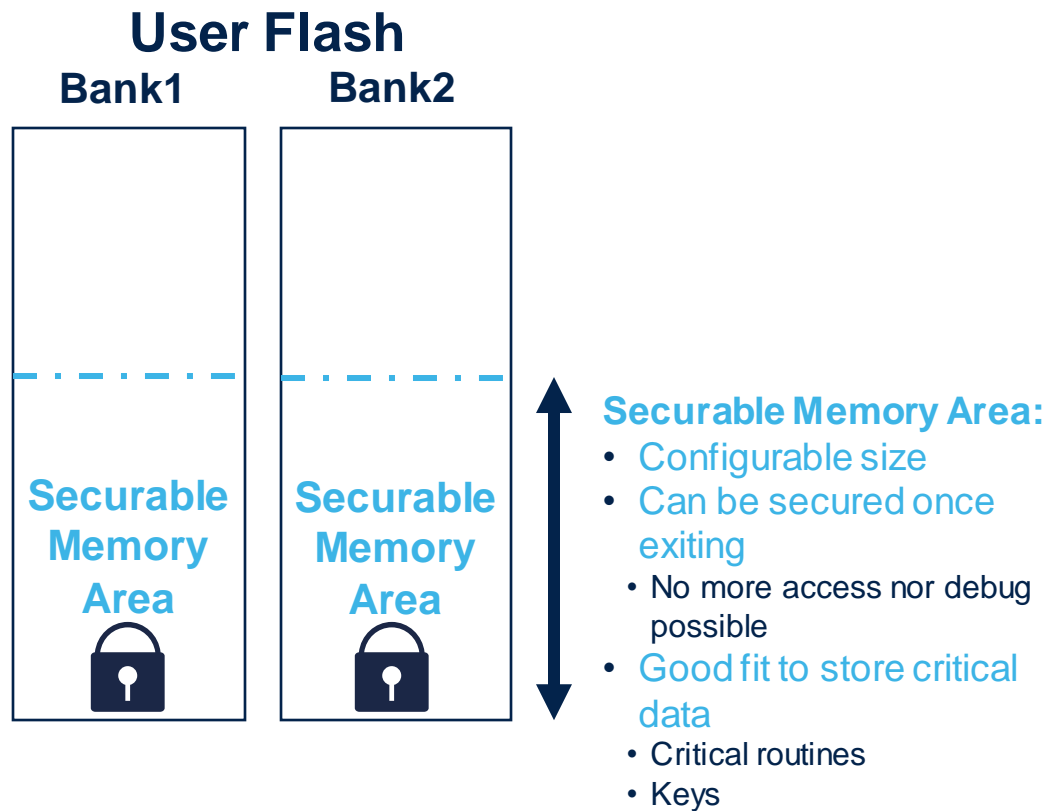 User Flash
Bank1
Bank2
Securable
Memory
Area
Securable
Memory
Area
Securable Memory Area:
• Configurable size
• Can be secured once
exiting
• No more access nor debug
possible
• Good fit to store critical
data
• Critical routines
• Keys